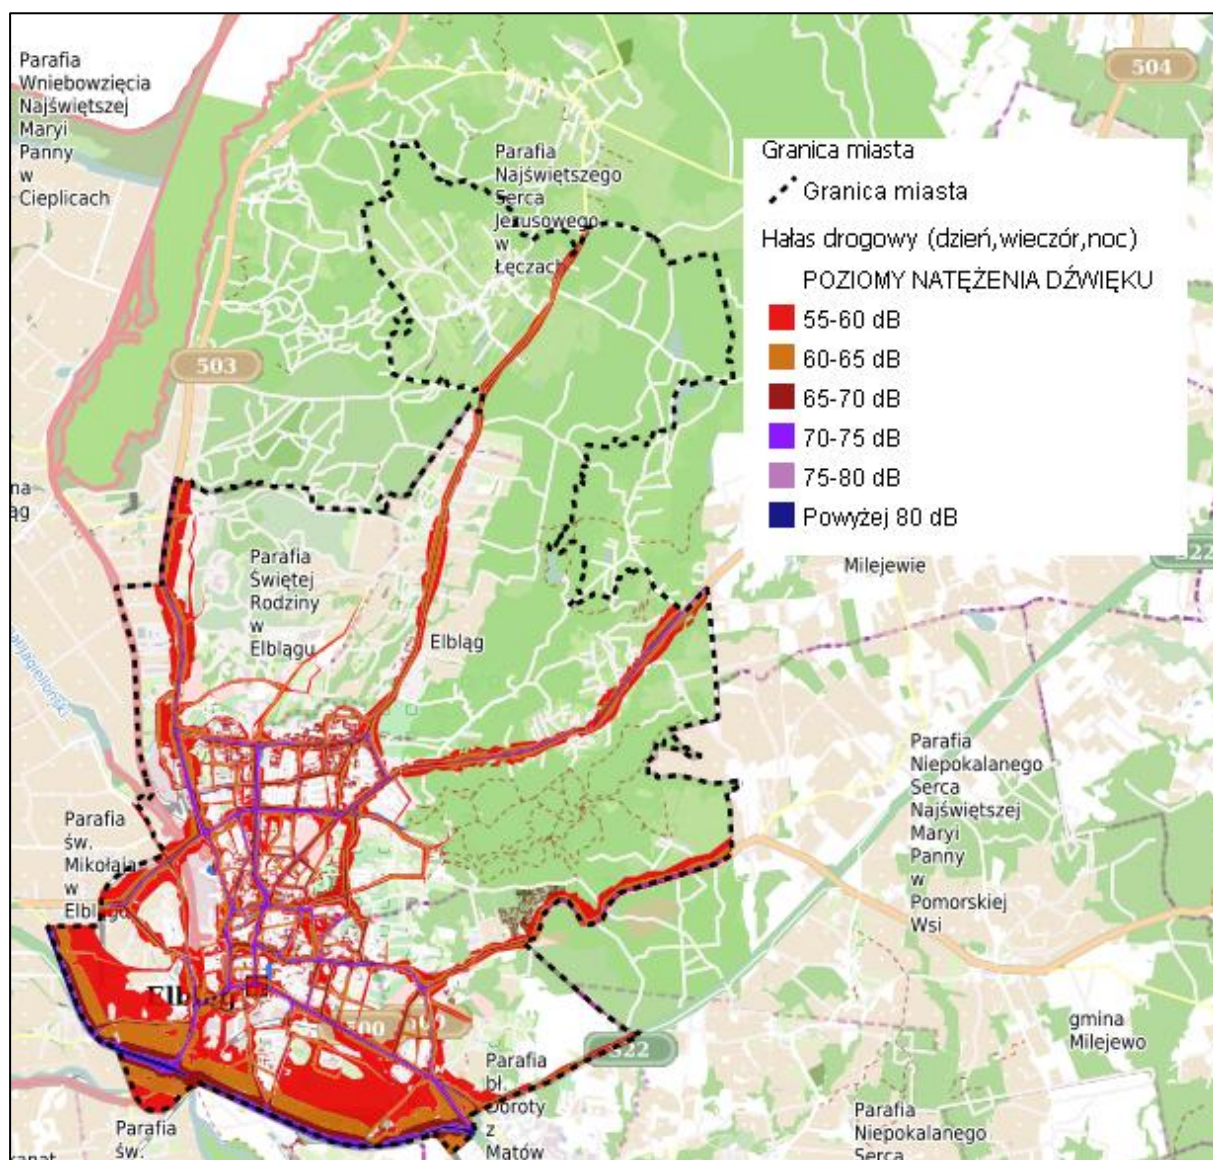 Parafia
Wniebowzięcia
Najświętszej
Maryi
Panny
w
Cieplicach
504
Parafia
Najświętszego
Serca
Jezusowego
w
Łęczach
Granica miasta
Granica miasta
Hałas drogowy (dzień,wieczór,noc)
POZIOMY NATĘŻENIA DŹWIĘKU
55-60 dB
60-65 dB
65-70 dB
70-75 dB
75-80 dB
Powyżej 80 dB
503
Parafia
Świętej
Rodziny
w
Elblągu
Elbląg
Milejewie
Parafia
Niepokalanego
Serca
Najświętszej
Maryi
Panny
w
Pomorskiej
Wsi
Parafia
św.
Mikołaja
w
Elblągu
Elbląg
500
S22
gmina
Milejewo
Parafia
bł.
Doroty
z
Mątów
Parafia
św.
Parafia
Niepokalanego
Serca